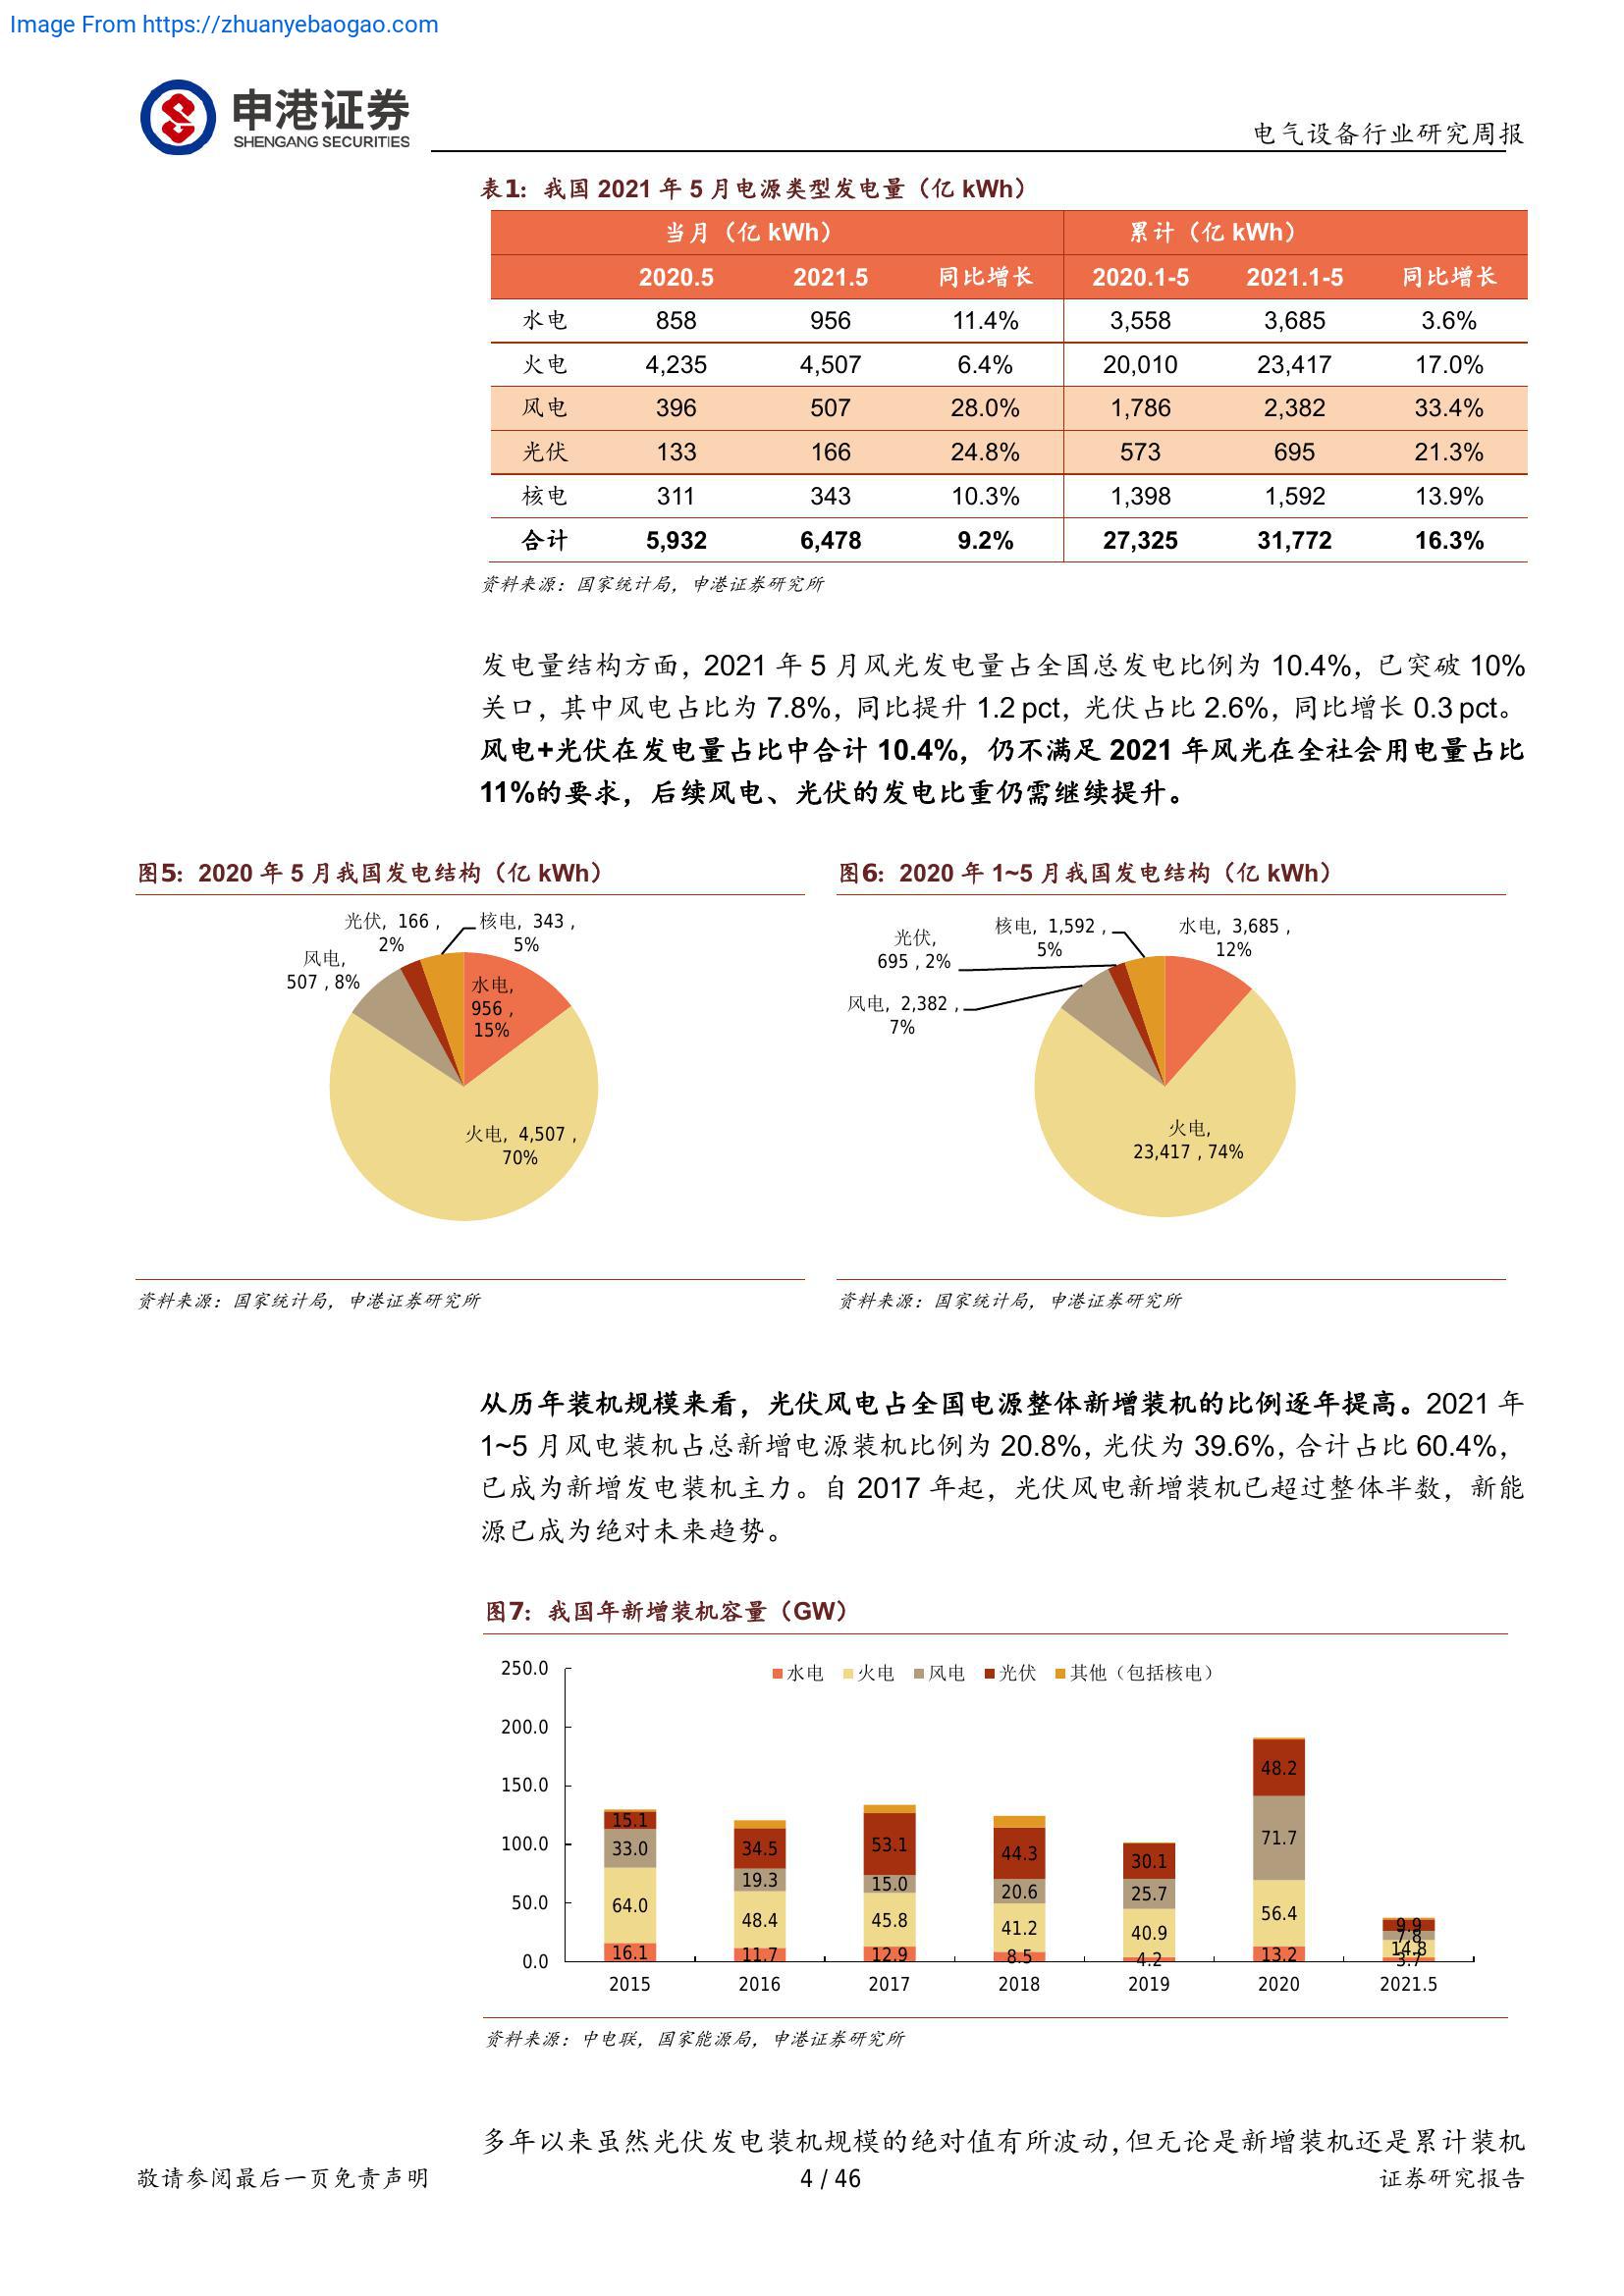 Image From https://zhuanyebaogao.com
申港证券
SHENGANG SECURITIES
电气设备行业研究周报
表1：我国 2021 年 5 月电源类型发电量（亿 kWh）
当月（亿 kWh） 累计（亿 kWh）
2020.5 2021.5 同比增长 2020.1-5 2021.1-5 同比增长
水电 858 956 11.4% 3,558 3,685 3.6%
火电 4,235 4,507 6.4% 20,010 23,417 17.0%
风电 396 507 28.0% 1,786 2,382 33.4%
光伏 133 166 24.8% 573 695 21.3%
核电 311 343 10.3% 1,398 1,592 13.9%
合计 5,932 6,478 9.2% 27,325 31,772 16.3%
资料来源：国家统计局，申港证券研究所
发电量结构方面，2021 年 5 月风光发电量占全国总发电比例为 10.4%，已突破 10%
关口，其中风电占比为 7.8%，同比提升 1.2 pct，光伏占比 2.6%，同比增长 0.3 pct。
风电+光伏在发电量占比中合计 10.4%，仍不满足 2021 年风光在全社会用电量占比
11%的要求，后续风电、光伏的发电比重仍需继续提升。
图5：2020 年 5 月我国发电结构（亿 kWh）
光伏, 166 ,
2%
核电, 343 ,
5%
风电,
507 , 8%
水电,
956 ,
15%
火电, 4,507 ,
70%
资料来源：国家统计局，申港证券研究所
图6：2020 年 1~5 月我国发电结构（亿 kWh）
核电, 1,592 ,
5%
水电, 3,685 ,
12%
光伏,
695 , 2%
风电, 2,382 ,
7%
火电,
23,417 , 74%
资料来源：国家统计局，申港证券研究所
从历年装机规模来看，光伏风电占全国电源整体新增装机的比例逐年提高。2021 年
1~5 月风电装机占总新增电源装机比例为 20.8%，光伏为 39.6%，合计占比 60.4%，
已成为新增发电装机主力。自 2017 年起，光伏风电新增装机已超过整体半数，新能
源已成为绝对未来趋势。
图7：我国年新增装机容量（GW）
水电 火电 风电 光伏 其他（包括核电）
250.0
200.0
150.0
100.0
50.0
0.0
15.1
33.0
64.0
16.1
34.5
19.3
48.4
11.7
53.1
15.0
45.8
12.9
44.3
20.6
41.2
8.5
30.1
25.7
40.9
4.2
48.2
71.7
56.4
13.2
9.9
7.8
14.8
3.7
2015 2016 2017 2018 2019 2020 2021.5
资料来源：中电联，国家能源局，申港证券研究所
多年以来虽然光伏发电装机规模的绝对值有所波动，但无论是新增装机还是累计装机
敬请参阅最后一页免责声明 4 / 46 证券研究报告